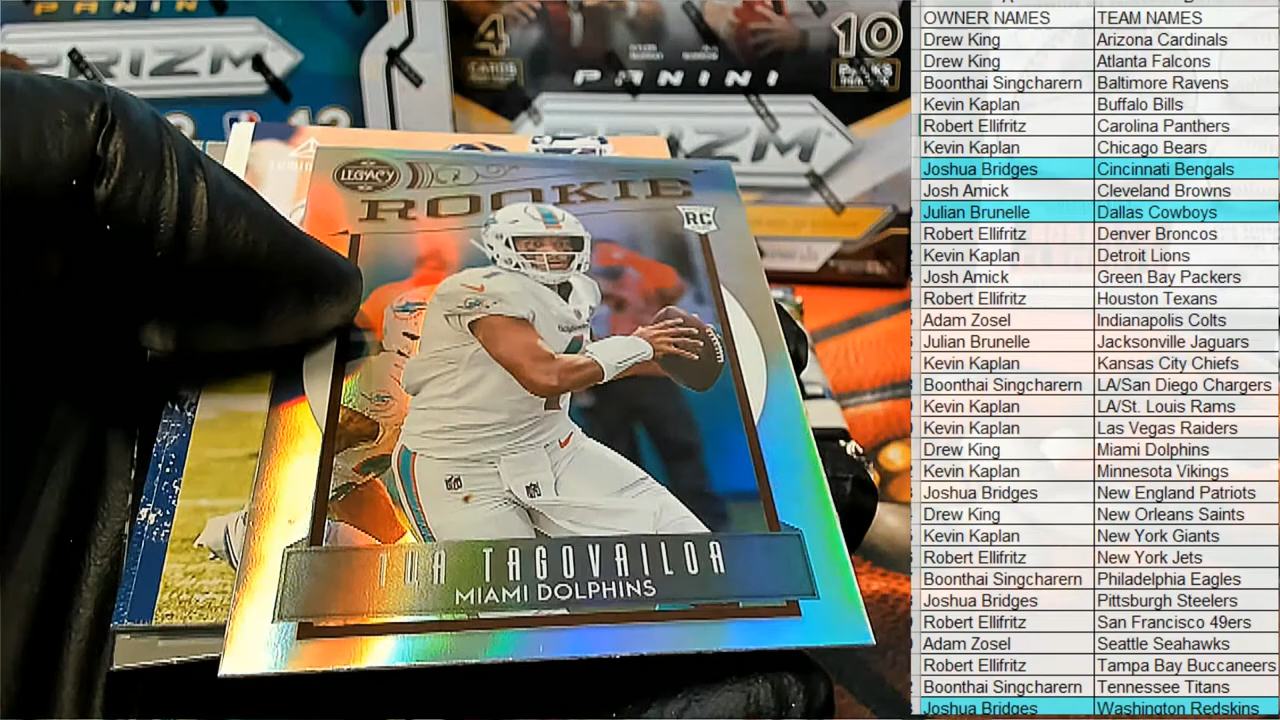 PRIZM
12
4
CARDS
10
PACKS
PANINI
PRIZM
LEGACY
ROOKIE
RC
TUA TAGOVAILOA
MIAMI DOLPHINS
OWNER NAMES TEAM NAMES
Drew King Arizona Cardinals
Drew King Atlanta Falcons
Boonthai Singcharern Baltimore Ravens
Kevin Kaplan Buffalo Bills
Robert Ellifritz Carolina Panthers
Kevin Kaplan Chicago Bears
Joshua Bridges Cincinnati Bengals
Josh Amick Cleveland Browns
Julian Brunelle Dallas Cowboys
Robert Ellifritz Denver Broncos
Kevin Kaplan Detroit Lions
Josh Amick Green Bay Packers
Robert Ellifritz Houston Texans
Adam Zosel Indianapolis Colts
Julian Brunelle Jacksonville Jaguars
Kevin Kaplan Kansas City Chiefs
Boonthai Singcharern LA/San Diego Chargers
Kevin Kaplan LA/St. Louis Rams
Kevin Kaplan Las Vegas Raiders
Drew King Miami Dolphins
Kevin Kaplan Minnesota Vikings
Joshua Bridges New England Patriots
Drew King New Orleans Saints
Kevin Kaplan New York Giants
Robert Ellifritz New York Jets
Boonthai Singcharern Philadelphia Eagles
Joshua Bridges Pittsburgh Steelers
Robert Ellifritz San Francisco 49ers
Adam Zosel Seattle Seahawks
Robert Ellifritz Tampa Bay Buccaneers
Boonthai Singcharern Tennessee Titans
Joshua Bridges Washington Redskins